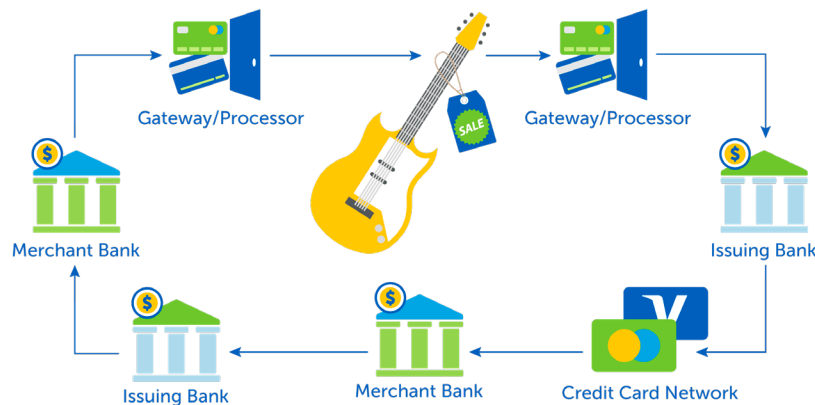 Gateway/Processor
SALE
Gateway/Processor
$
Merchant Bank
$
Issuing Bank
$
Issuing Bank
$
Merchant Bank
V
Credit Card Network